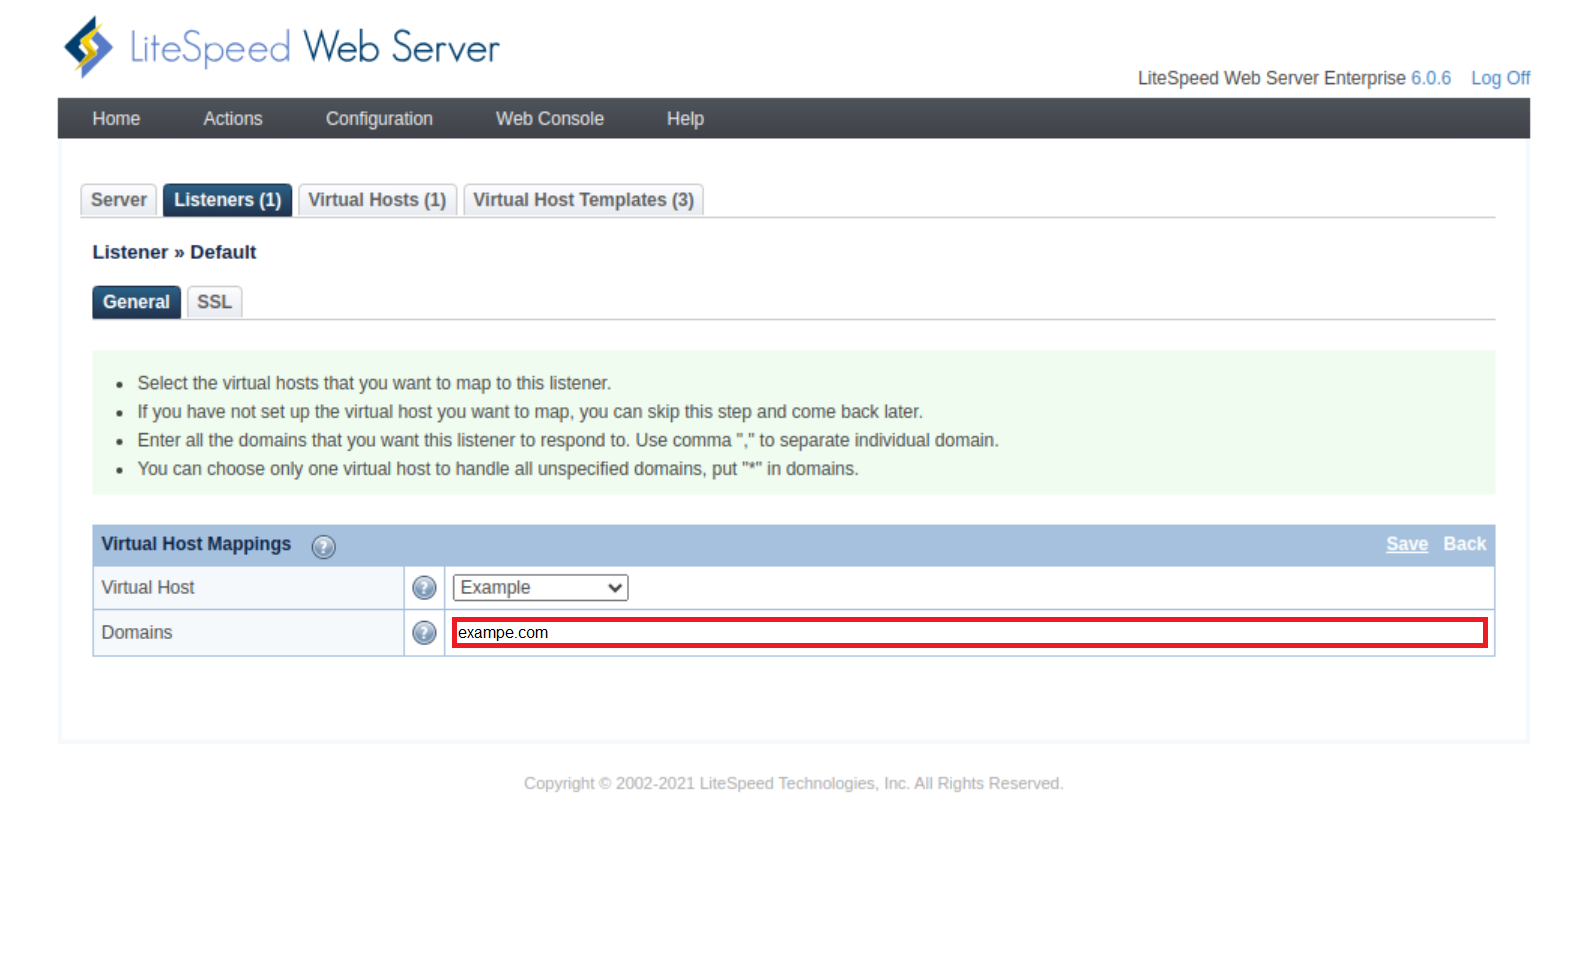 LiteSpeed Web Server
LiteSpeed Web Server Enterprise 6.0.6 Log Off
Home Actions Configuration Web Console Help
Server Listeners (1) Virtual Hosts (1) Virtual Host Templates (3)
Listener » Default
General SSL
• Select the virtual hosts that you want to map to this listener.
• If you have not set up the virtual host you want to map, you can skip this step and come back later.
• Enter all the domains that you want this listener to respond to. Use comma "," to separate individual domain.
• You can choose only one virtual host to handle all unspecified domains, put "*" in domains.
Virtual Host Mappings ? Save Back
Virtual Host ? Example
Domains ? exampe.com
Copyright © 2002-2021 LiteSpeed Technologies, Inc. All Rights Reserved.